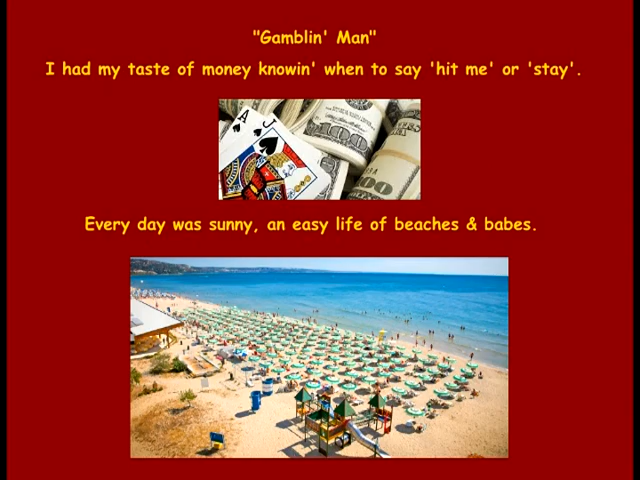 "Gamblin' Man"
I had my taste of money knowin' when to say 'hit me' or 'stay'.
A
J
100
Every day was sunny, an easy life of beaches & babes.